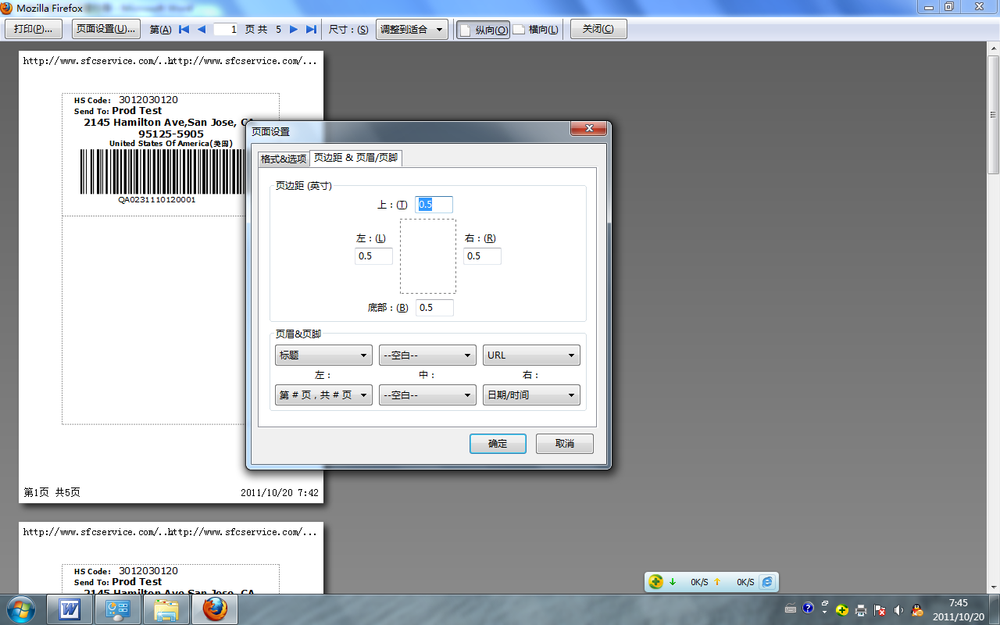 Mozilla Firefox
打印(P)... 页面设置(U)... 第(A) 1 页 共 5 尺寸：(S) 调整到适合 纵向(O) 横向(L) 关闭(C)
http://www.sfcservice.com/...http://www.sfcservice.com/...
HS Code: 3012030120
Send To: Prod Test
2145 Hamilton Ave,San Jose, CA
95125-5905
United States Of America(美国)
QA0231110120001
第1页 共5页 2011/10/20 7:42
http://www.sfcservice.com/...http://www.sfcservice.com/...
HS Code: 3012030120
Send To: Prod Test
2145 Hamilton Ave,San Jose, CA
页面设置
格式&选项 页边距 & 页眉/页脚
页边距 (英寸)
上：(T) 0.5
左：(L) 右：(R)
0.5 0.5
底部：(B) 0.5
页眉&页脚
标题 --空白-- URL
左： 中： 右：
第 # 页，共 # 页 --空白-- 日期/时间
确定 取消
0K/S 0K/S
7:45
2011/10/20